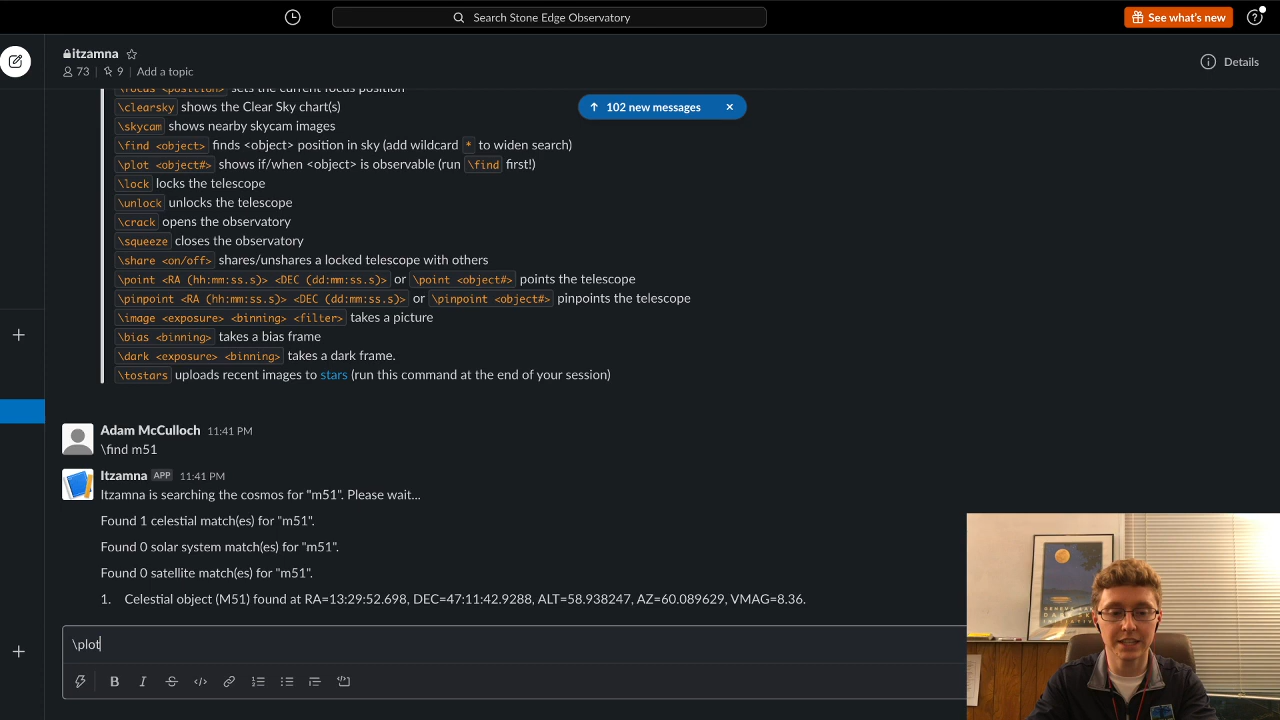 Search Stone Edge Observatory
See what's new
itzamna
73 | 9 | Add a topic
Details
\focus <position> sets the current focus position
102 new messages
\clearsky shows the Clear Sky chart(s)
\skycam shows nearby skycam images
\find <object> finds <object> position in sky (add wildcard * to widen search)
\plot <object#> shows if/when <object> is observable (run \find first!)
\lock locks the telescope
\unlock unlocks the telescope
\crack opens the observatory
\squeeze closes the observatory
\share <on/off> shares/unshares a locked telescope with others
\point <RA (hh:mm:ss.s)> <DEC (dd:mm:ss.s)> or \point <object#> points the telescope
\pinpoint <RA (hh:mm:ss.s)> <DEC (dd:mm:ss.s)> or \pinpoint <object#> pinpoints the telescope
\image <exposure> <binning> <filter> takes a picture
\bias <binning> takes a bias frame
\dark <exposure> <binning> takes a dark frame.
\tostars uploads recent images to stars (run this command at the end of your session)
Adam McCulloch 11:41 PM
\find m51
Itzamna APP 11:41 PM
Itzamna is searching the cosmos for "m51". Please wait...
Found 1 celestial match(es) for "m51".
Found 0 solar system match(es) for "m51".
Found 0 satellite match(es) for "m51".
1. Celestial object (M51) found at RA=13:29:52.698, DEC=47:11:42.9288, ALT=58.938247, AZ=60.089629, VMAG=8.36.
\plot